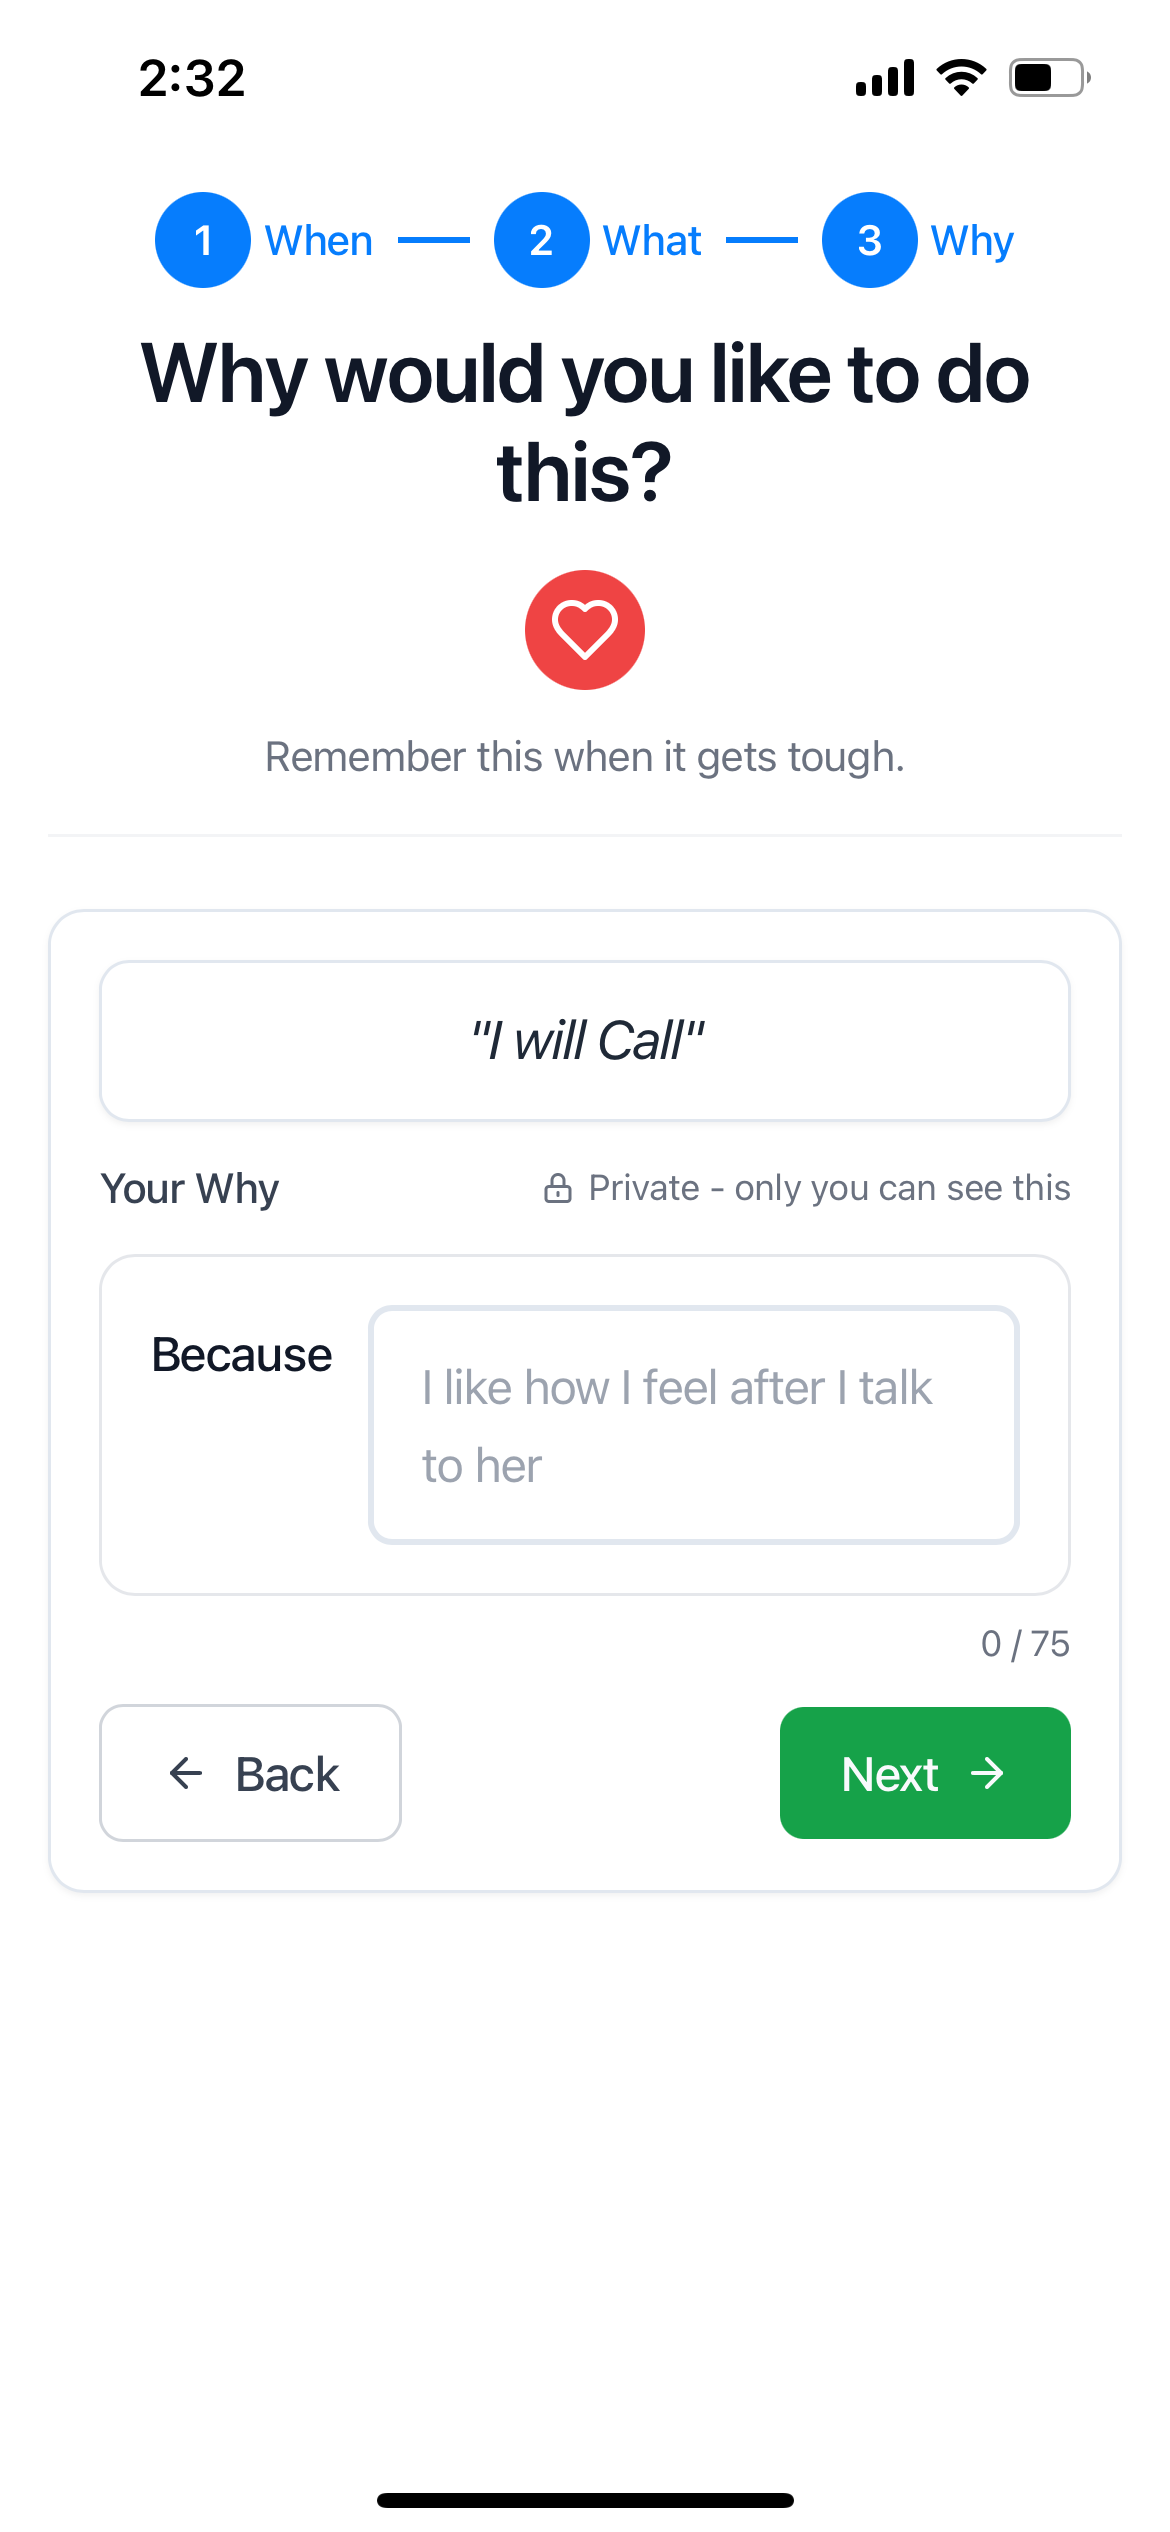 2:32
1 When 2 What 3 Why
Why would you like to do
this?
Remember this when it gets tough.
"I will Call"
Your Why Private - only you can see this
Because I like how I feel after I talk
to her
0 / 75
← Back Next →